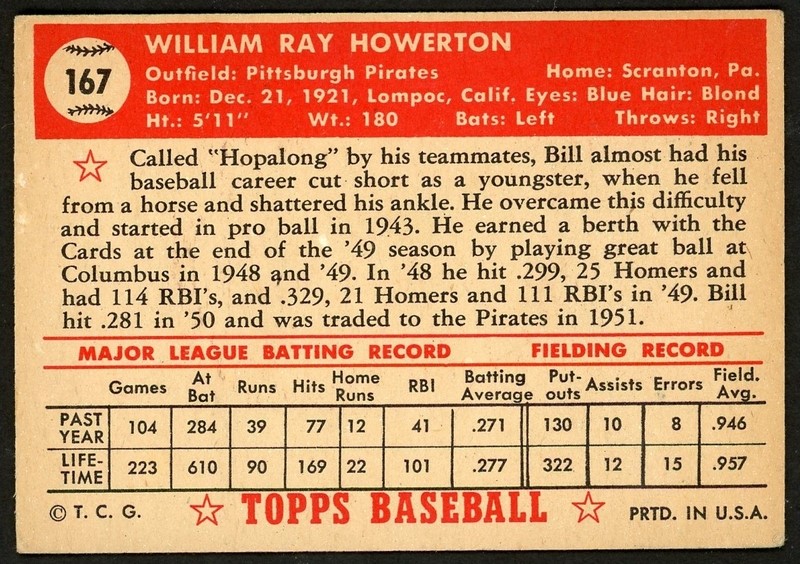 167
WILLIAM RAY HOWERTON
Outfield: Pittsburgh Pirates Home: Scranton, Pa.
Born: Dec. 21, 1921, Lompoc, Calif. Eyes: Blue Hair: Blond
Ht.: 5'11" Wt.: 180 Bats: Left Throws: Right
Called "Hopalong" by his teammates, Bill almost had his
baseball career cut short as a youngster, when he fell
from a horse and shattered his ankle. He overcame this difficulty
and started in pro ball in 1943. He earned a berth with the
Cards at the end of the '49 season by playing great ball at
Columbus in 1948 and '49. In '48 he hit .299, 25 Homers and
had 114 RBI's, and .329, 21 Homers and 111 RBI's in '49. Bill
hit .281 in '50 and was traded to the Pirates in 1951.
MAJOR LEAGUE BATTING RECORD FIELDING RECORD
Games At Bat Runs Hits Home Runs RBI Batting Average Put-outs Assists Errors Field. Avg.
PAST YEAR 104 284 39 77 12 41 .271 130 10 8 .946
LIFE-TIME 223 610 90 169 22 101 .277 322 12 15 .957
© T. C. G. TOPPS BASEBALL PRTD. IN U.S.A.